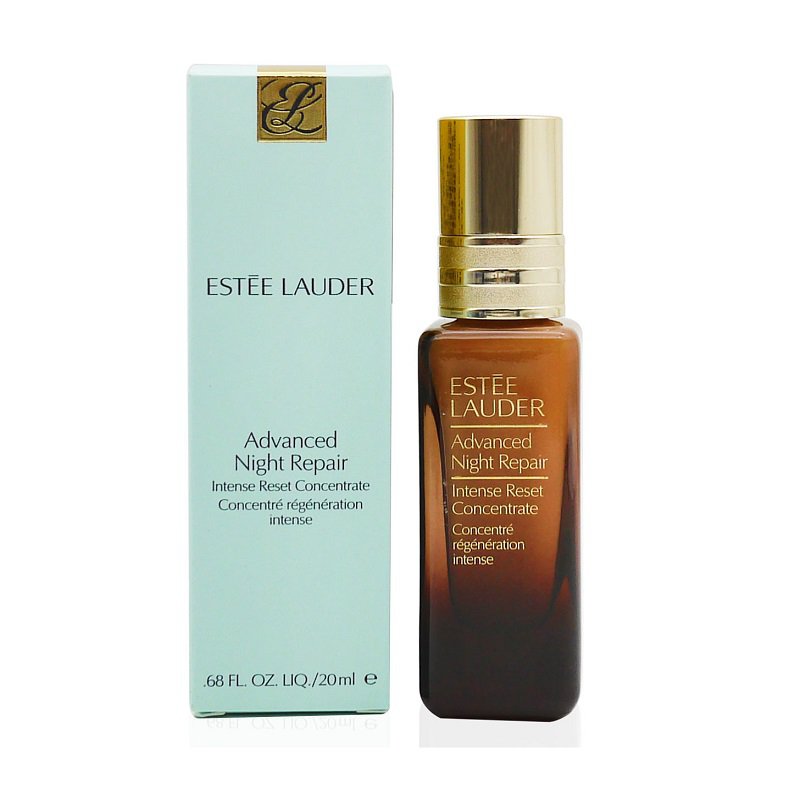 ESTĒE LAUDER
Advanced
Night Repair
Intense Reset Concentrate
Concentré régénération
intense
.68 FL. OZ. LIQ./20ml ℮
ESTĒE
LAUDER
Advanced
Night Repair
Intense Reset
Concentrate
Concentré
régénération
intense